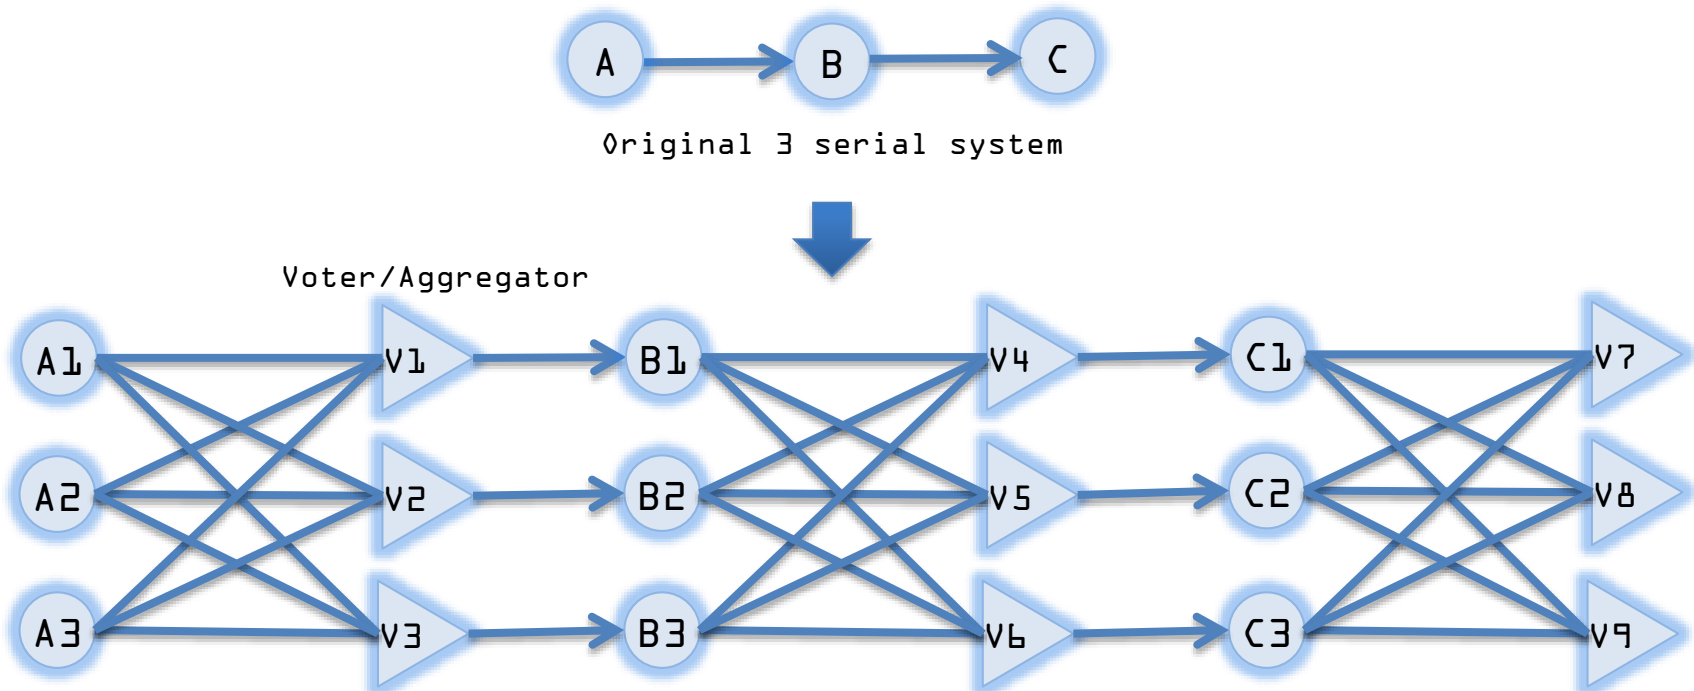 A
B
C
Original 3 serial system
Voter/Aggregator
A1
V1
B1
V4
C1
V7
A2
V2
B2
V5
C2
V8
A3
V3
B3
V6
C3
V9